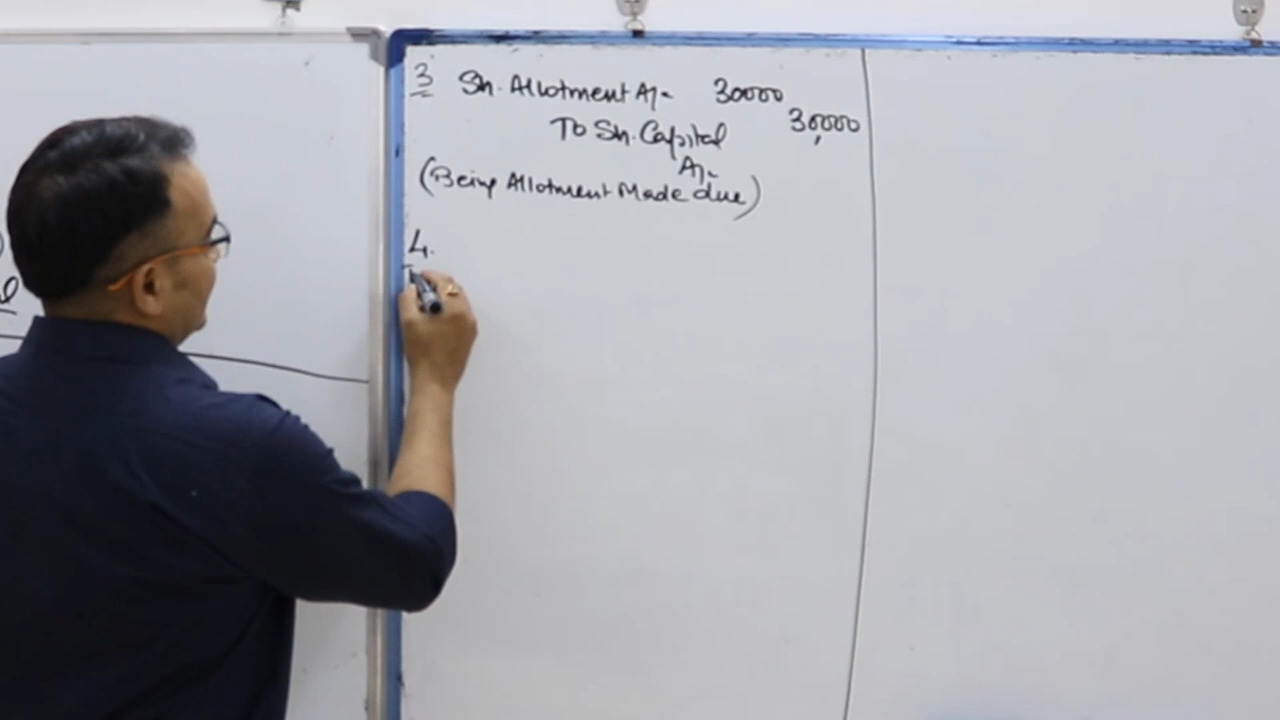 3 Sh. Allotment A/- 30000
To Sh. Capital 30,000
A/-
(Being Allotment Made due)
4.